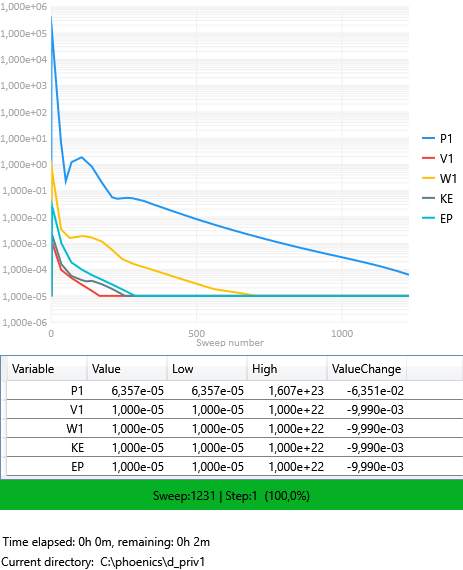 1,000e+06
1,000e+05
1,000e+04
1,000e+03
1,000e+02
1,000e+01
1,000e+00
1,000e-01
1,000e-02
1,000e-03
1,000e-04
1,000e-05
1,000e-06
0 500 1000
Sweep number
P1
V1
W1
KE
EP
Variable Value Low High ValueChange
P1 6,357e-05 6,357e-05 1,607e+23 -6,351e-02
V1 1,000e-05 1,000e-05 1,000e+22 -9,990e-03
W1 1,000e-05 1,000e-05 1,000e+22 -9,990e-03
KE 1,000e-05 1,000e-05 1,000e+22 -9,990e-03
EP 1,000e-05 1,000e-05 1,000e+22 -9,990e-03
Sweep:1231 | Step:1 (100,0%)
Time elapsed: 0h 0m, remaining: 0h 2m
Current directory: C:\phoenics\d_priv1